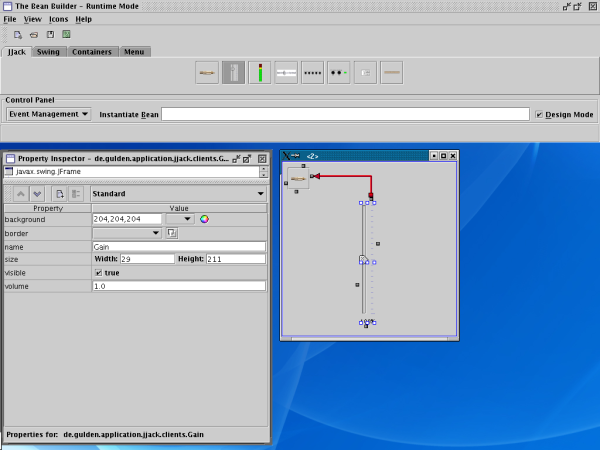 The Bean Builder - Runtime Mode
File View Icons Help
JJack Swing Containers Menu
Control Panel
Event Management Instantiate Bean Design Mode
Property Inspector - de.gulden.application.jjack.clients.G...
<2>
javax.swing.JFrame
Standard
Property Value
background 204,204,204
border
name Gain
size Width: 29 Height: 211
visible true
volume 1.0
Properties for: de.gulden.application.jjack.clients.Gain